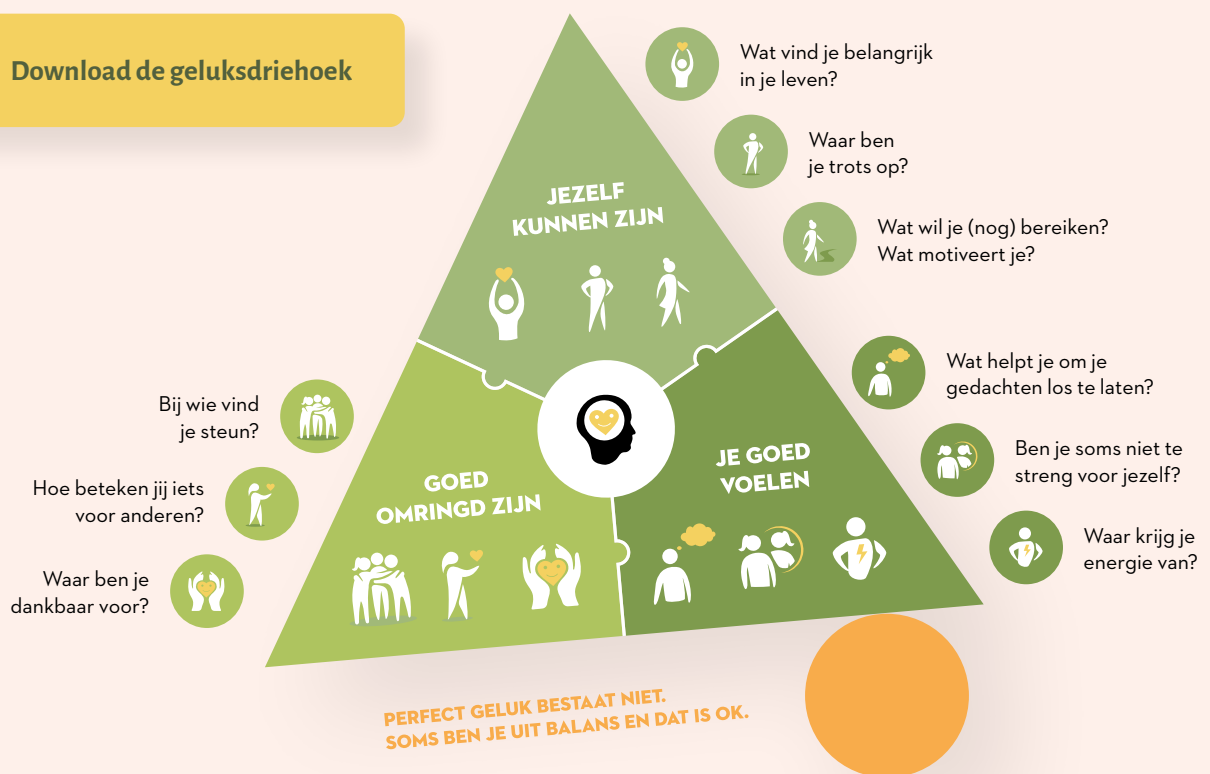 Download de geluksdriehoek
Wat vind je belangrijk
in je leven?
Waar ben
je trots op?
Wat wil je (nog) bereiken?
Wat motiveert je?
JEZELF
KUNNEN ZIJN
Wat helpt je om je
gedachten los te laten?
Ben je soms niet te
streng voor jezelf?
Waar krijg je
energie van?
JE GOED
VOELEN
Bij wie vind
je steun?
Hoe beteken jij iets
voor anderen?
Waar ben je
dankbaar voor?
GOED
OMRINGD ZIJN
PERFECT GELUK BESTAAT NIET.
SOMS BEN JE UIT BALANS EN DAT IS OK.